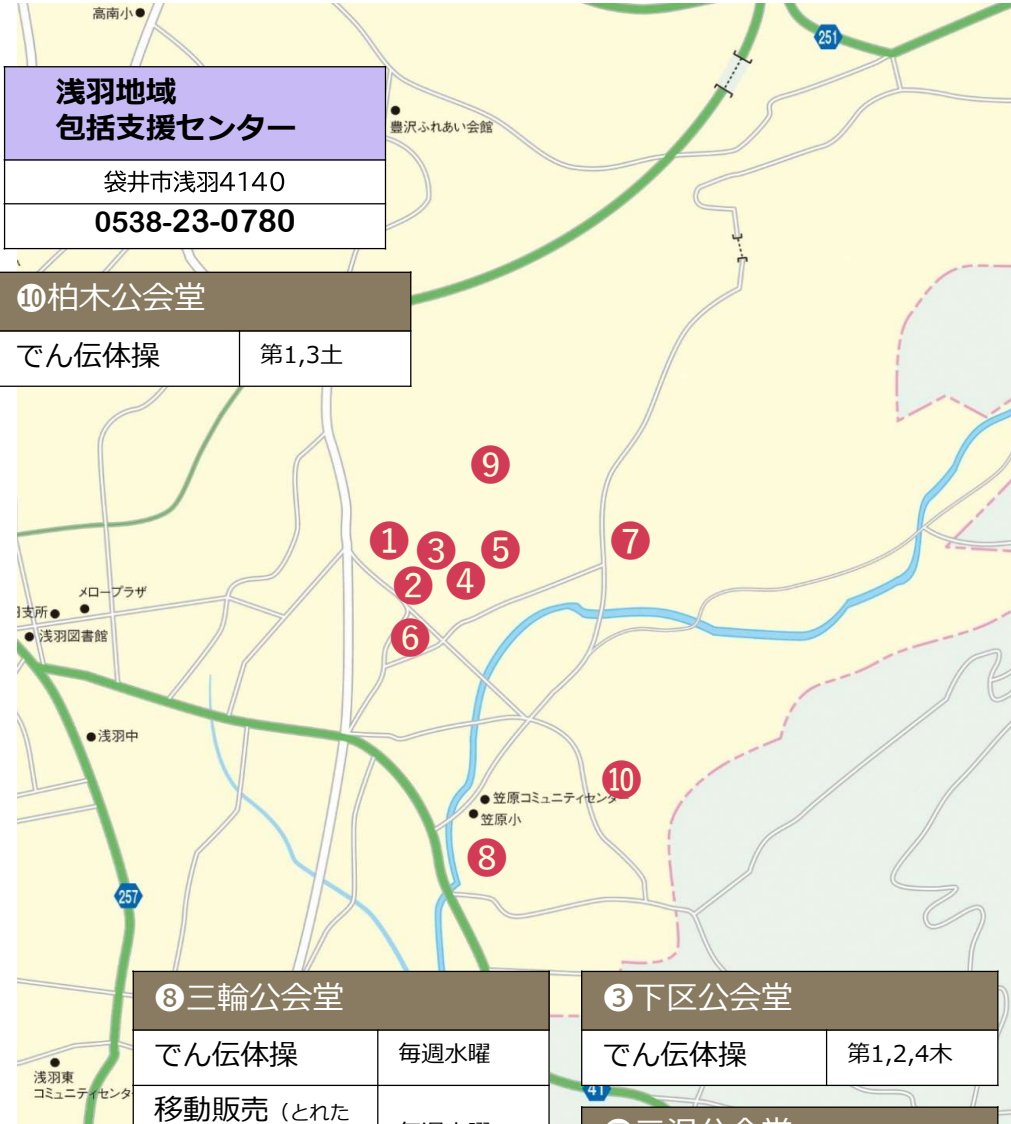 高南小
251
浅羽地域
包括支援センター
豊沢ふれあい会館
袋井市浅羽4140
0538-23-0780
❿柏木公会堂
でん伝体操 第1,3土
9
1
3
5
7
2
4
メロープラザ
支所
浅羽図書館
6
浅羽中
10
笠原コミュニティセンター
笠原小
8
257
❽三輪公会堂
でん伝体操 毎週水曜
移動販売（とれた
❸下区公会堂
でん伝体操 第1,2,4木
41
浅羽東
コミュニティセンタ